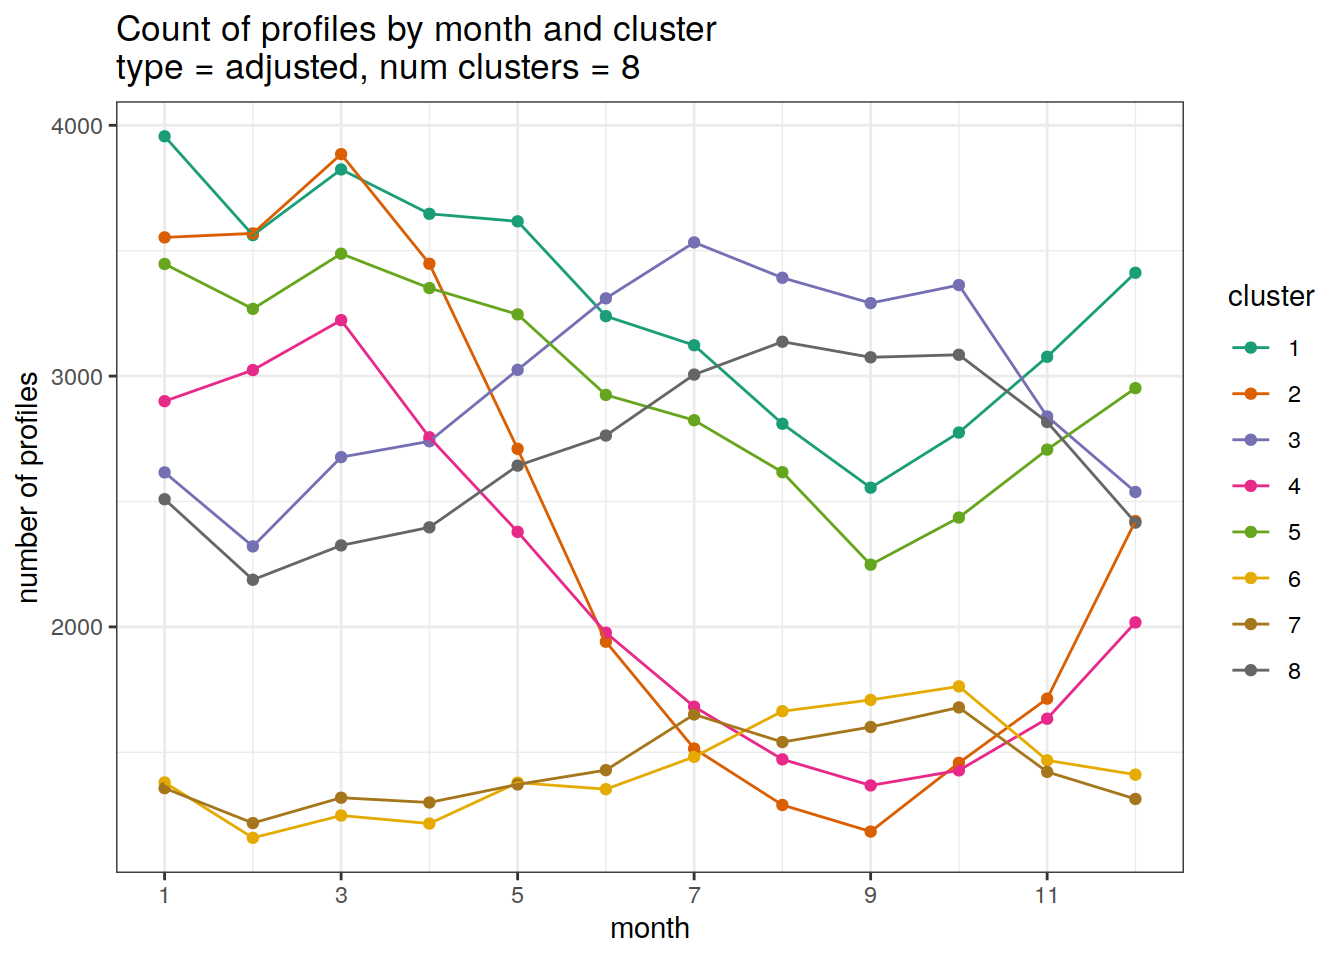 Count of profiles by month and cluster
type = adjusted, num clusters = 8
number of profiles
4000
3000
2000
1 3 5 7 9 11
month
cluster
1
2
3
4
5
6
7
8